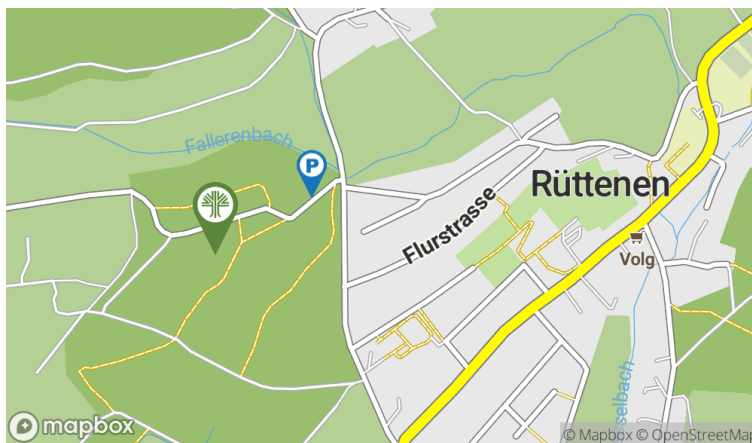 Fallerenbach
P
Rüttenen
Flurstrasse
Volg
mapbox
© Mapbox © OpenStreetMap